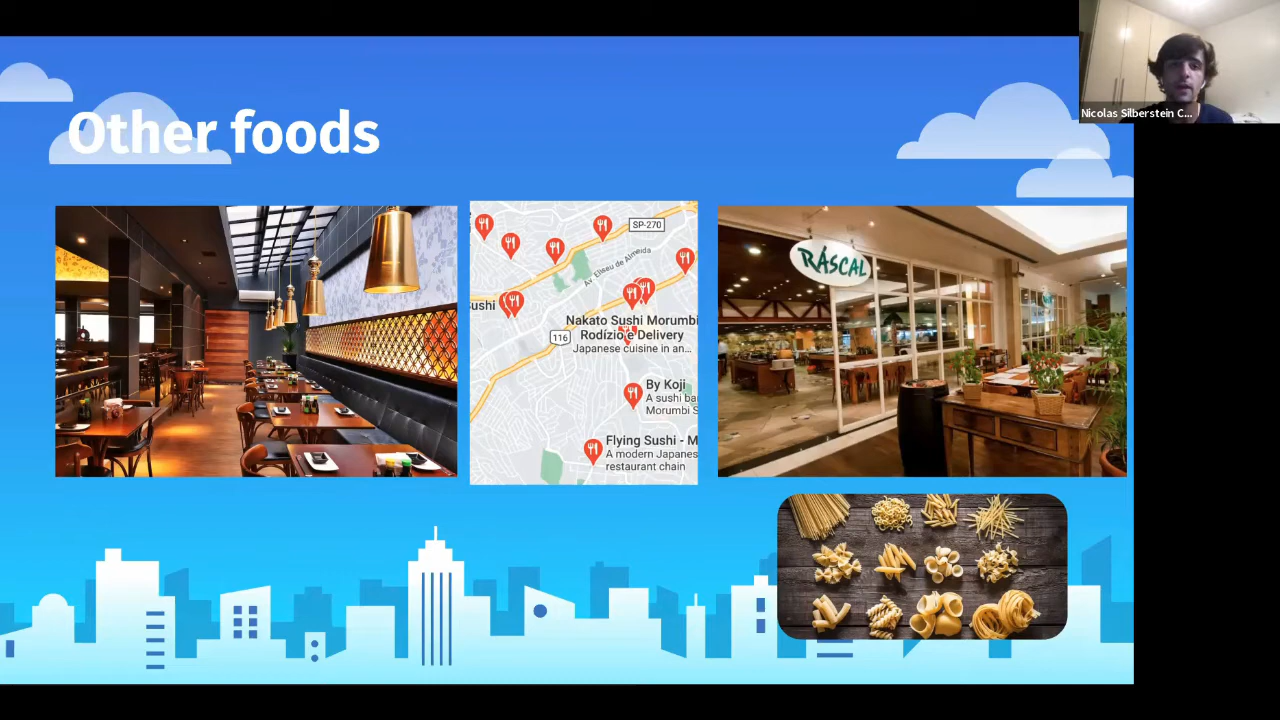 Nicolas Silberstein C...
Other foods
SP-270
Av. Eliseu de Almeida
ushi
116
Nakato Sushi Morumbi
Rodízio e Delivery
Japanese cuisine in an...
By Koji
A sushi ba
Morumbi S
Flying Sushi - M
A modern Japanes
restaurant chain
RÁSCAL